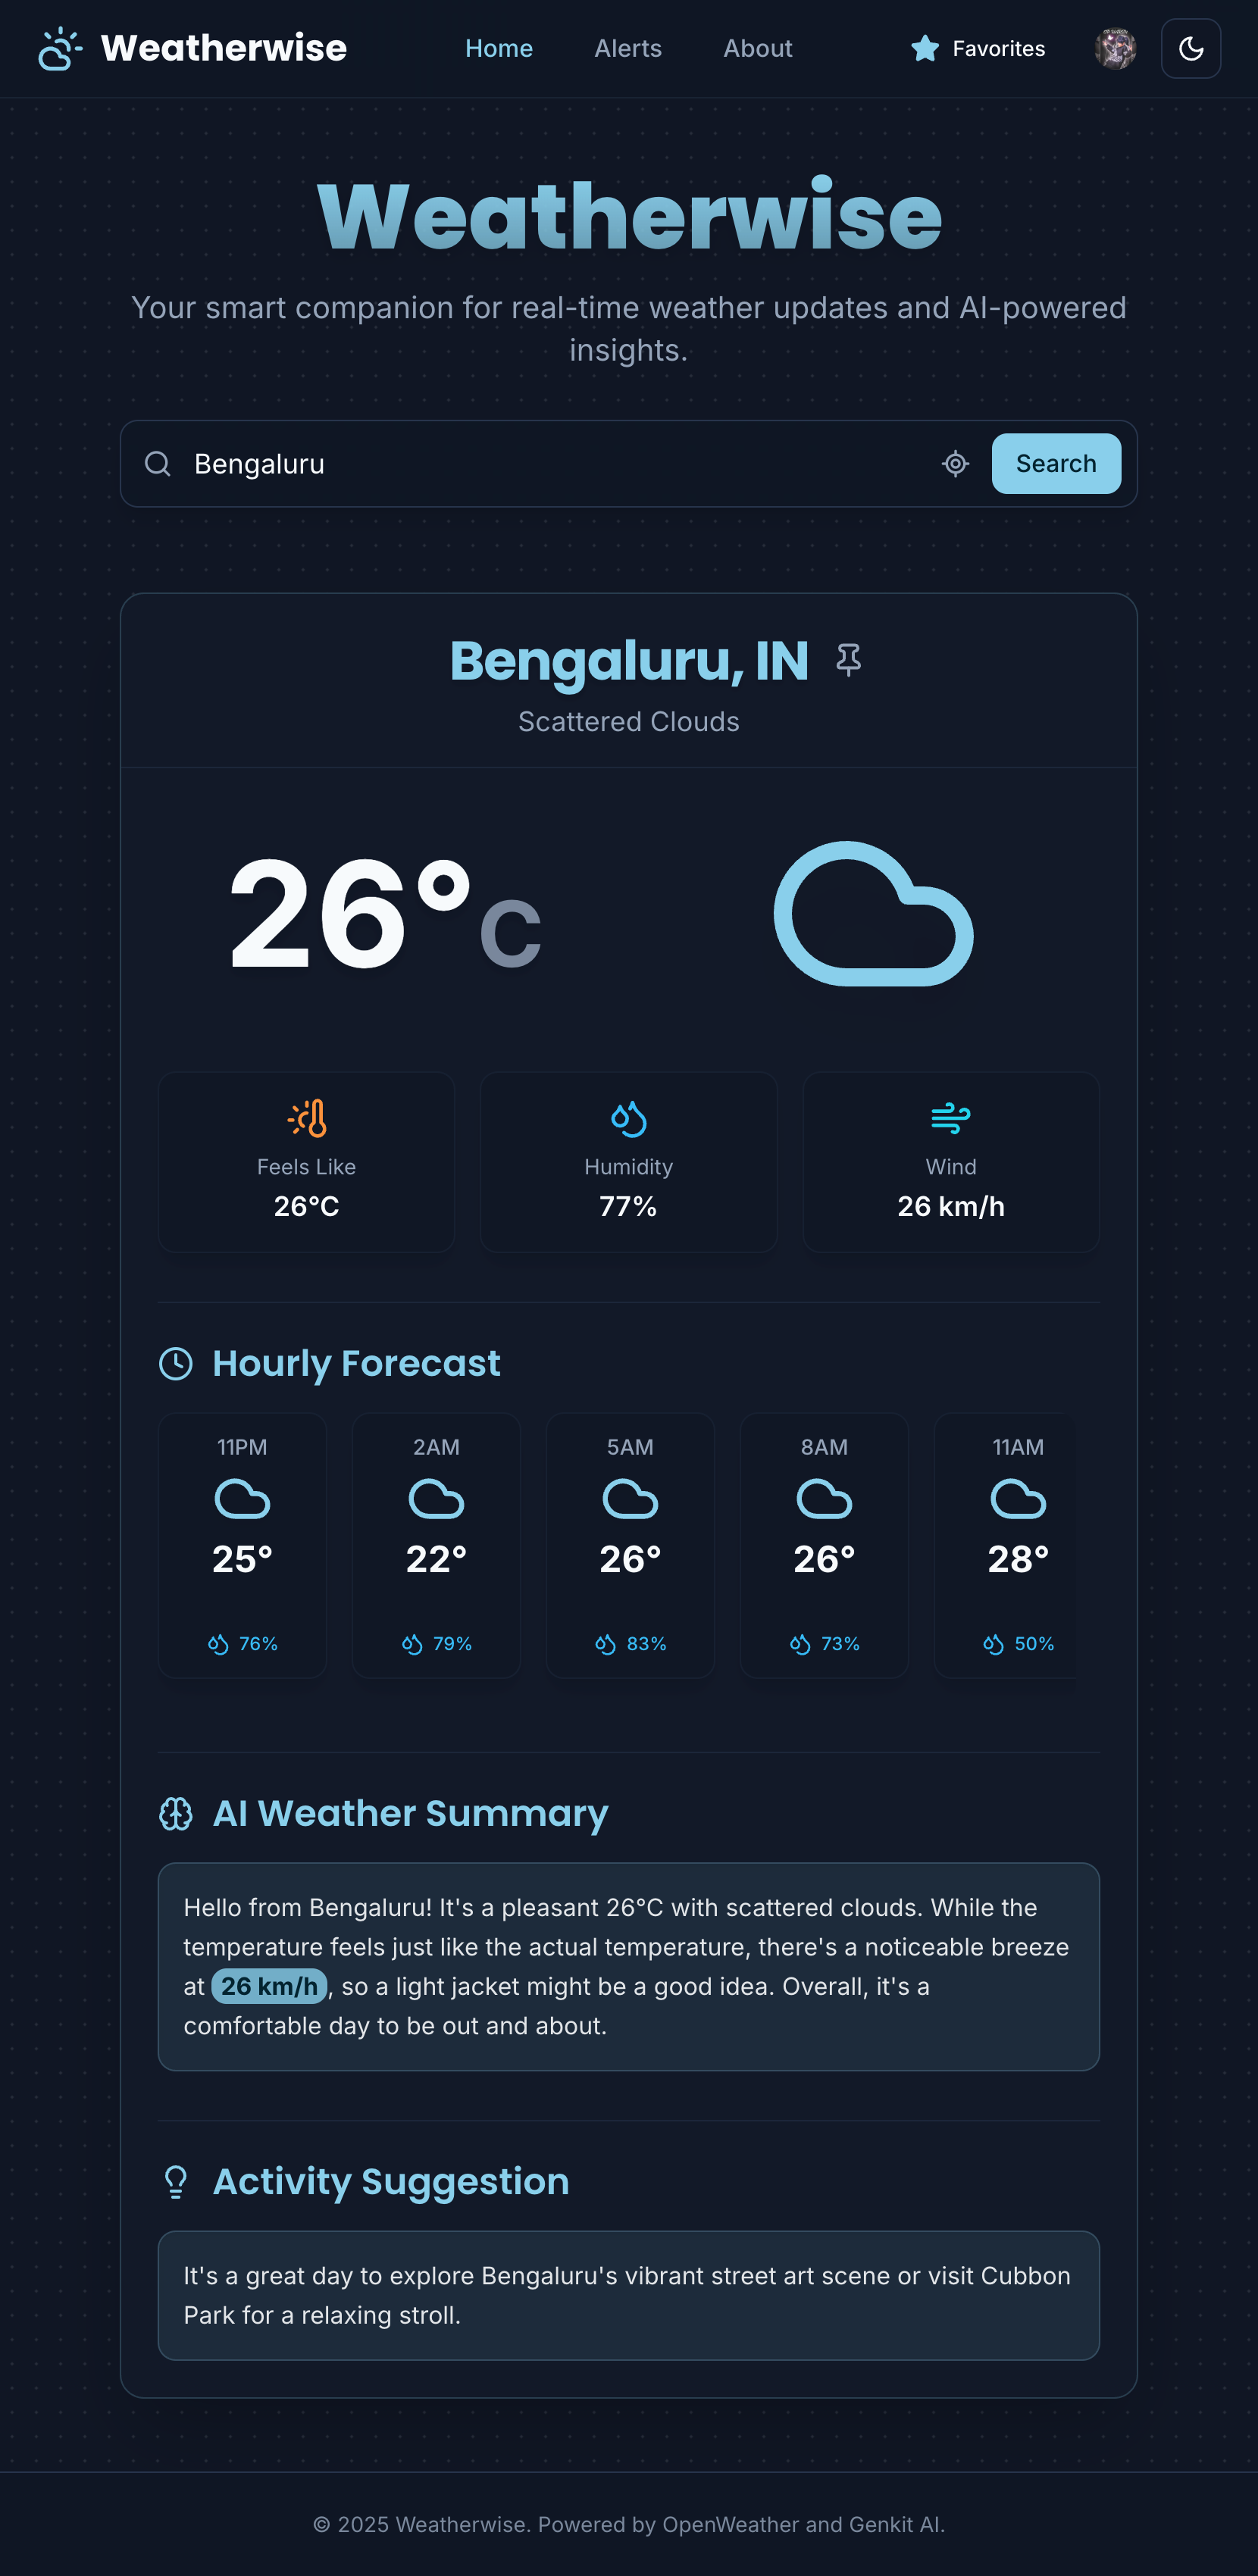 Weatherwise
Home
Alerts
About
Favorites
Weatherwise
Your smart companion for real-time weather updates and AI-powered
insights.
Bengaluru
Search
Bengaluru, IN
Scattered Clouds
26°C
Feels Like
26°C
Humidity
77%
Wind
26 km/h
Hourly Forecast
11PM
25°
76%
2AM
22°
79%
5AM
26°
83%
8AM
26°
73%
11AM
28°
50%
AI Weather Summary
Hello from Bengaluru! It's a pleasant 26°C with scattered clouds. While the
temperature feels just like the actual temperature, there's a noticeable breeze
at 26 km/h, so a light jacket might be a good idea. Overall, it's a
comfortable day to be out and about.
Activity Suggestion
It's a great day to explore Bengaluru's vibrant street art scene or visit Cubbon
Park for a relaxing stroll.
© 2025 Weatherwise. Powered by OpenWeather and Genkit AI.